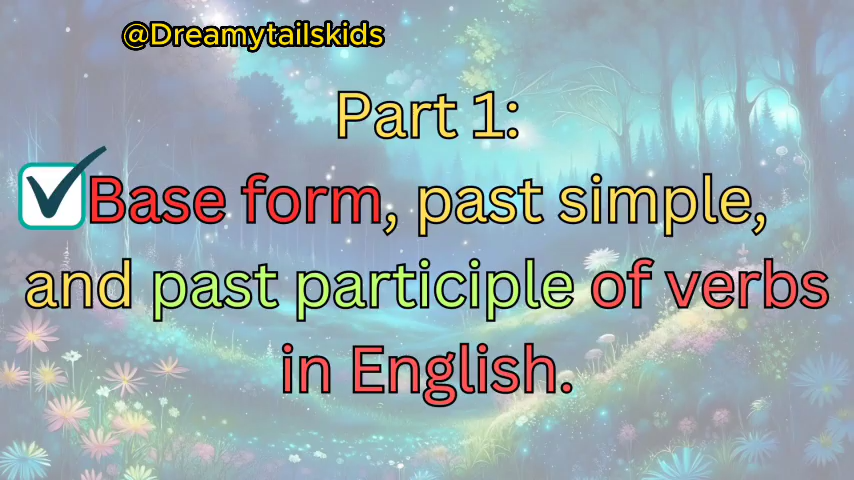 @Dreamytailskids
Part 1:
Base form, past simple,
and past participle of verbs
in English.